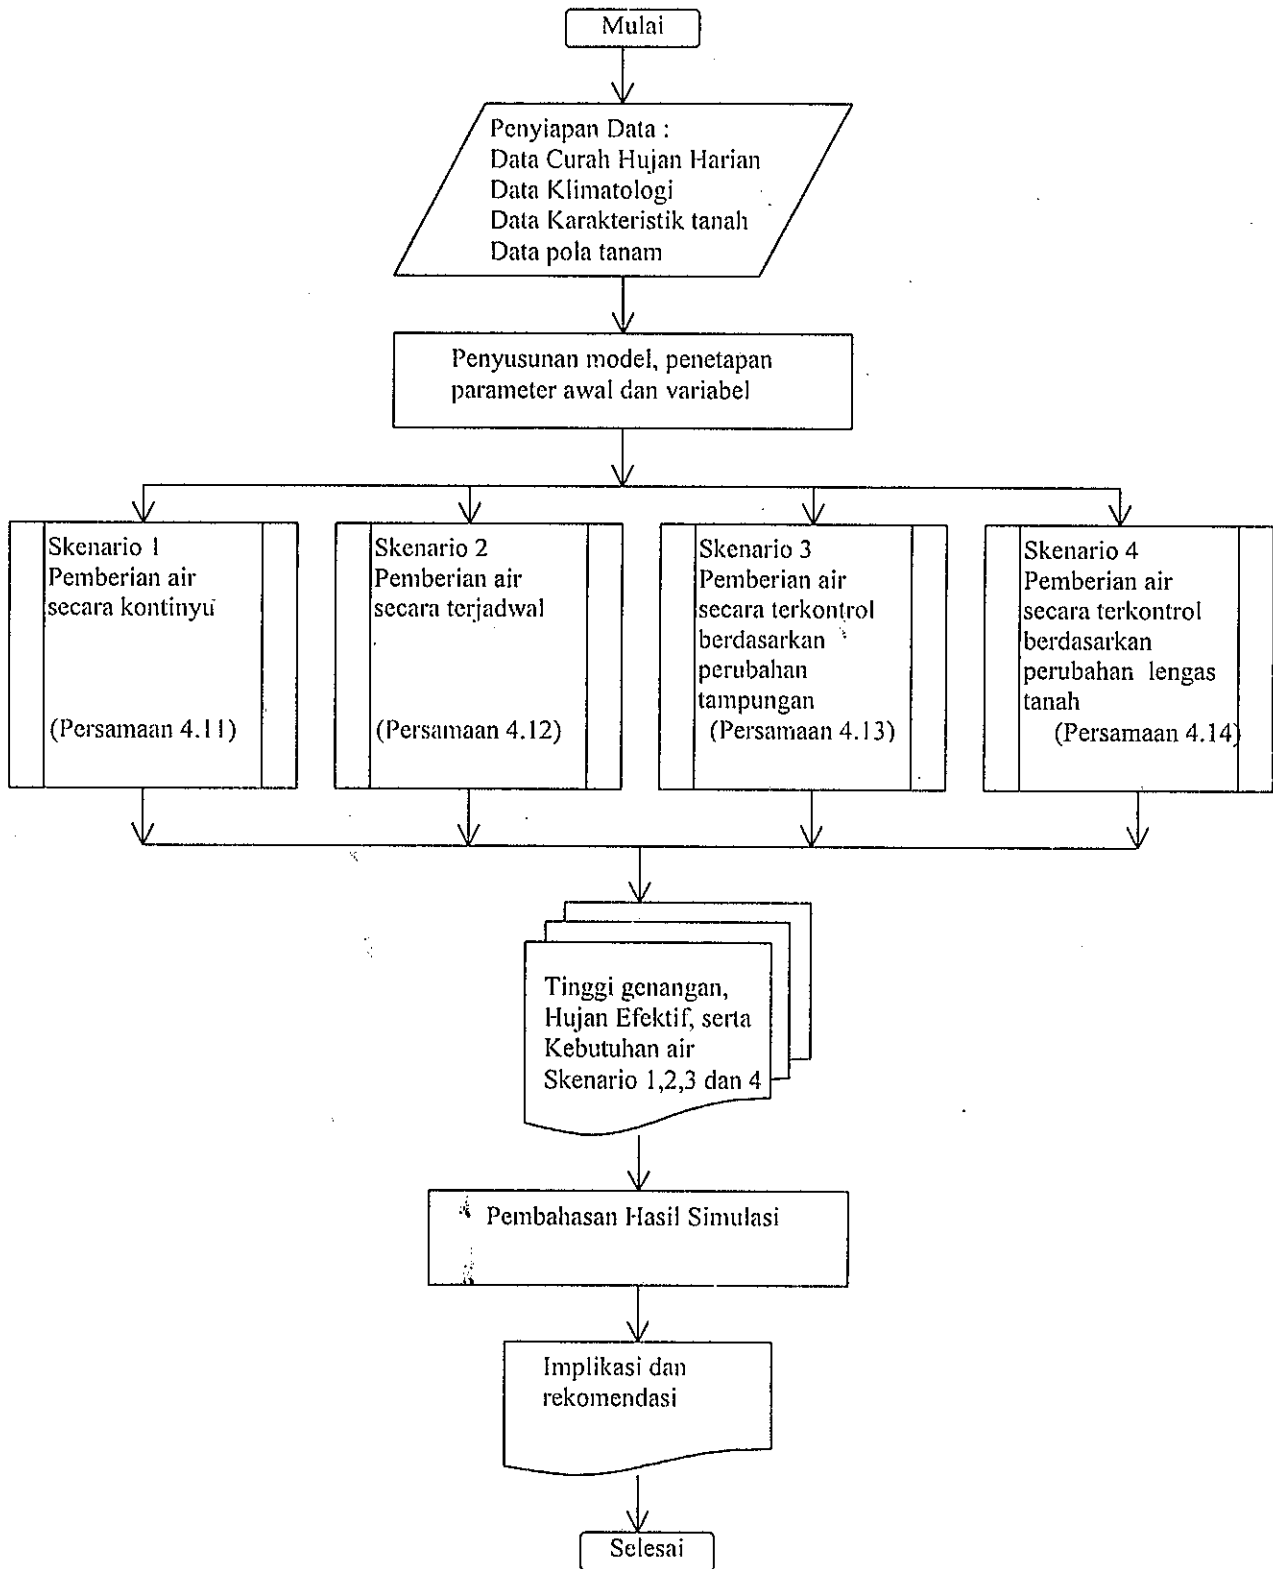 Mulai
Penyiapan Data :
Data Curah Hujan Harian
Data Klimatologi
Data Karakteristik tanah
Data pola tanam
Penyusunan model, penetapan
parameter awal dan variabel
Skenario 1
Pemberian air
secara kontinyu
(Persamaan 4.11)
Skenario 2
Pemberian air
secara terjadwal
(Persamaan 4.12)
Skenario 3
Pemberian air
secara terkontrol
berdasarkan
perubahan
tampungan
(Persamaan 4.13)
Skenario 4
Pemberian air
secara terkontrol
berdasarkan
perubahan lengas
tanah
(Persamaan 4.14)
Tinggi genangan,
Hujan Efektif, serta
Kebutuhan air
Skenario 1,2,3 dan 4
Pembahasan Hasil Simulasi
Implikasi dan
rekomendasi
Selesai